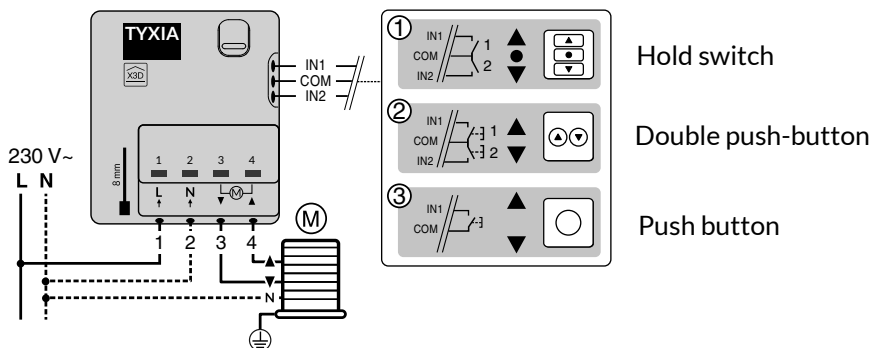 TYXIA
X3D
IN1
COM
IN2
8 mm
1 2 3 4
L N M
230 V~
L N
1 2 3 4
M
N
1
IN1
COM
IN2
1
2
Hold switch
2
IN1
COM
IN2
1
2
Double push-button
3
IN1
COM
Push button